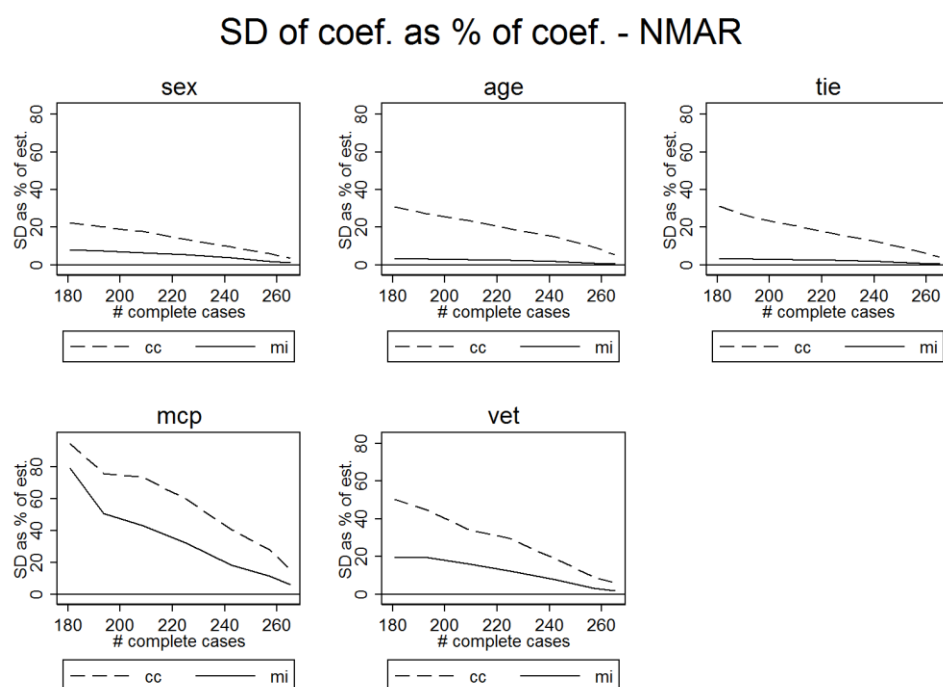 SD of coef. as % of coef. - NMAR
sex
SD as % of est.
0 20 40 60 80
180 200 220 240 260
# complete cases
cc mi
age
SD as % of est.
0 20 40 60 80
180 200 220 240 260
# complete cases
cc mi
tie
SD as % of est.
0 20 40 60 80
180 200 220 240 260
# complete cases
cc mi
mcp
SD as % of est.
0 20 40 60 80
180 200 220 240 260
# complete cases
cc mi
vet
SD as % of est.
0 20 40 60 80
180 200 220 240 260
# complete cases
cc mi